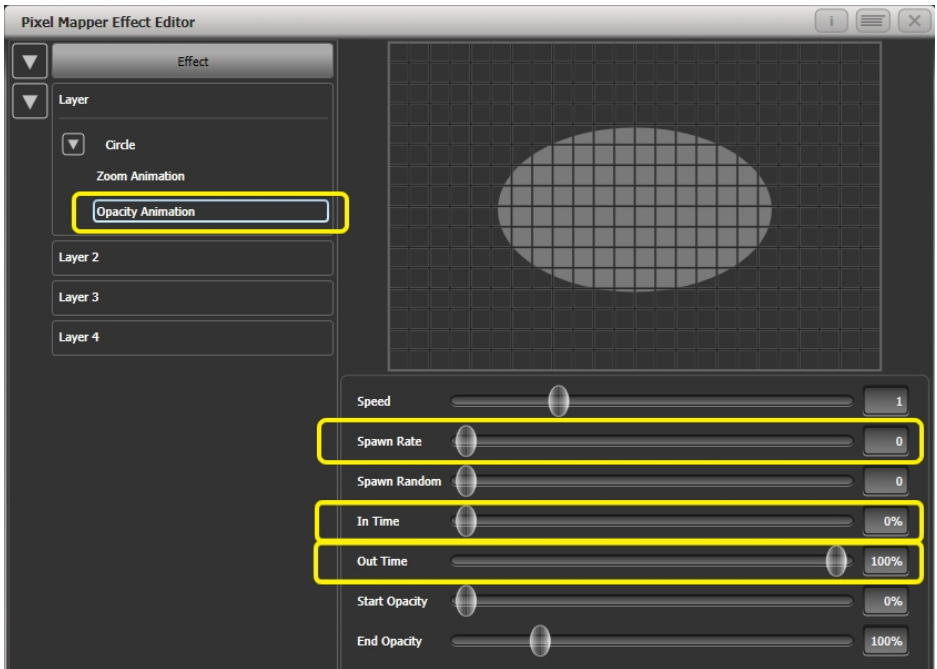 Pixel Mapper Effect Editor
i
Effect
Layer
Circle
Zoom Animation
Opacity Animation
Layer 2
Layer 3
Layer 4
Speed 1
Spawn Rate 0
Spawn Random 0
In Time 0%
Out Time 100%
Start Opacity 0%
End Opacity 100%